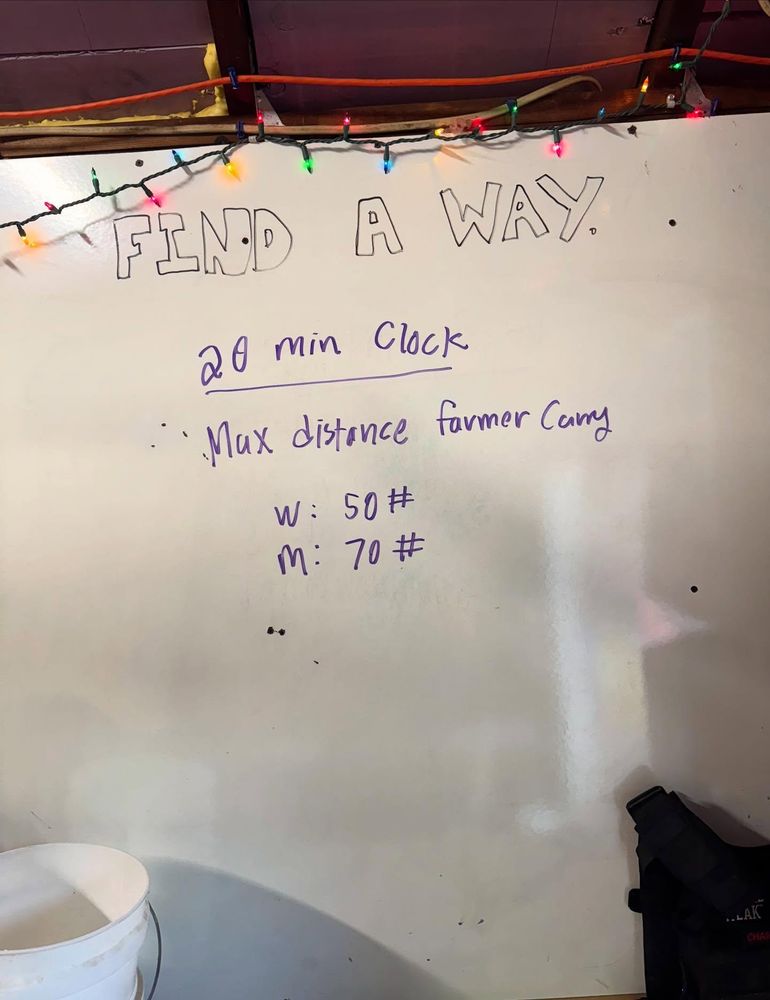 FIND A WAY.
20 min Clock
Max distance farmer Carry
W: 50#
M: 70#